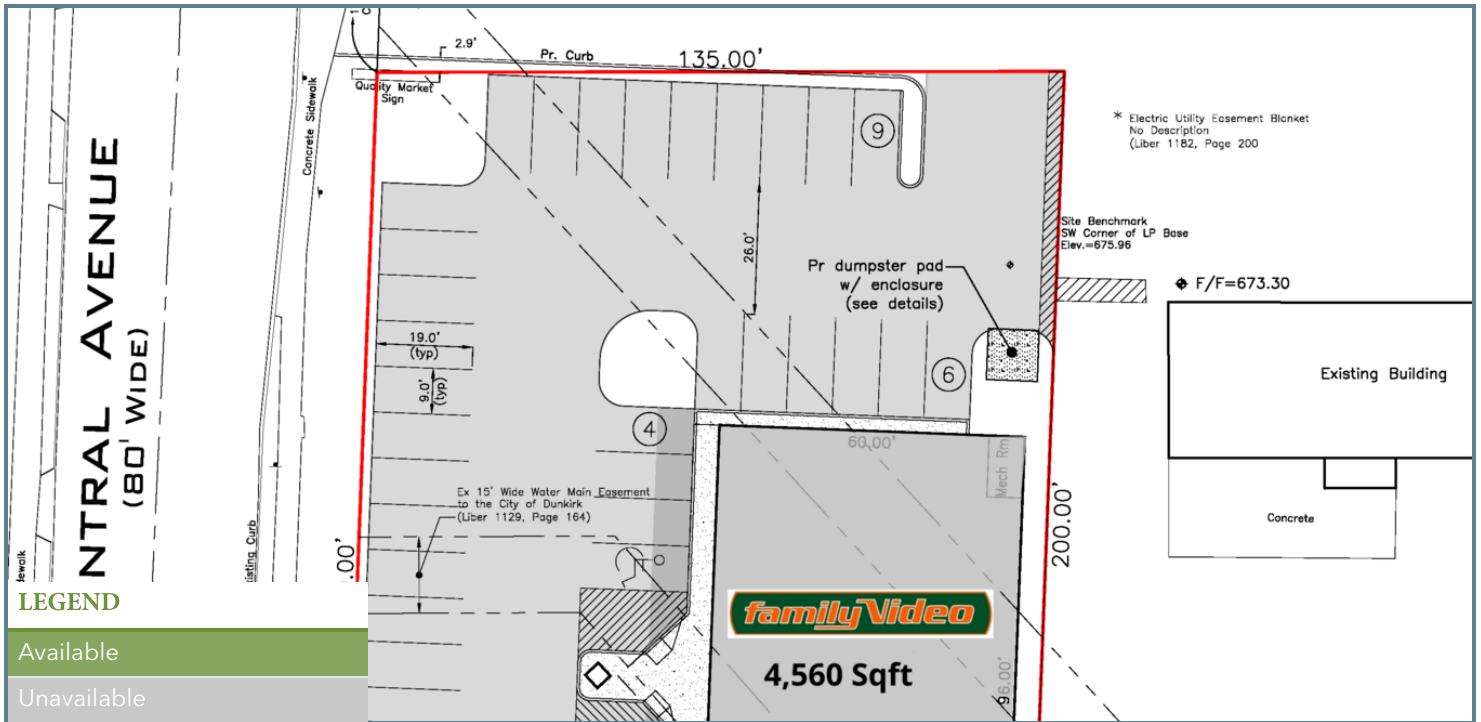 2.9'
Pr. Curb
135.00'
Quality Market
Sign
Concrete Sidewalk
9
* Electric Utility Easement Blanket
No Description
(Liber 1182, Page 200
NTRAL AVENUE
(80' WIDE)
26.0'
Site Benchmark
SW Corner of LP Base
Elev.=675.96
Pr dumpster pad
w/ enclosure
(see details)
F/F=673.30
19.0'
(typ)
9.0'
(typ)
6
Existing Building
4
60.00'
Mech Rm
Ex 15' Wide Water Main Easement
to the City of Dunkirk
(Liber 1129, Page 164)
200.00'
Concrete
isting Curb
dewalk
.00'
LEGEND
Available
Unavailable
family Video
4,560 Sqft
96.00'